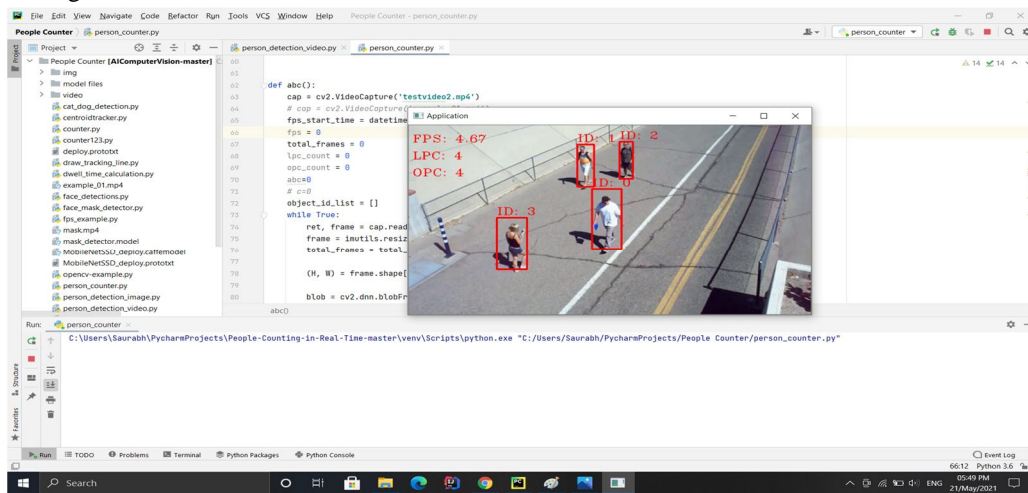 File Edit View Navigate Code Refactor Run Tools VCS Window Help People Counter - person_counter.py
People Counter person_counter.py person_counter
Project person_detection_video.py person_counter.py
People Counter [AIComputerVision-master]
img
model files
video
cat_dog_detection.py
centroidtracker.py
counter.py
counter123.py
deploy.prototxt
draw_tracking_line.py
dwell_time_calculation.py
example_01.mp4
face_detections.py
face_mask_detector.py
fps_example.py
mask.mp4
mask_detector.model
MobileNetSSD_deploy.caffemodel
MobileNetSSD_deploy.prototxt
opencv-example.py
person_counter.py
person_detection_image.py
person_detection_video.py
60
61
62 def abc():
63 cap = cv2.VideoCapture('testvideo2.mp4')
64 # cap = cv2.VideoCapture(
65 fps_start_time = datetime
66 fps = 0
67 total_frames = 0
68 lpc_count = 0
69 opc_count = 0
70 abc=0
71 # c=0
72 object_id_list = []
73 while True:
74 ret, frame = cap.read
75 frame = imutils.resiz
76 total_frames = total_
77
78 (H, W) = frame.shape[
79
80 blob = cv2.dnn.blobFr
abc()
14 14
Application
FPS: 4.67
LPC: 4
OPC: 4
ID: 1
ID: 2
ID: 0
ID: 3
Run: person_counter
C:\Users\Saurabh\PycharmProjects\People-Counting-in-Real-Time-master\venv\Scripts\python.exe "C:/Users/Saurabh/PycharmProjects/People Counter/person_counter.py"
Project
Structure
Favorites
Run TODO Problems Terminal Python Packages Python Console Event Log
66:12 Python 3.6
Search ENG 05:49 PM
21/May/2021